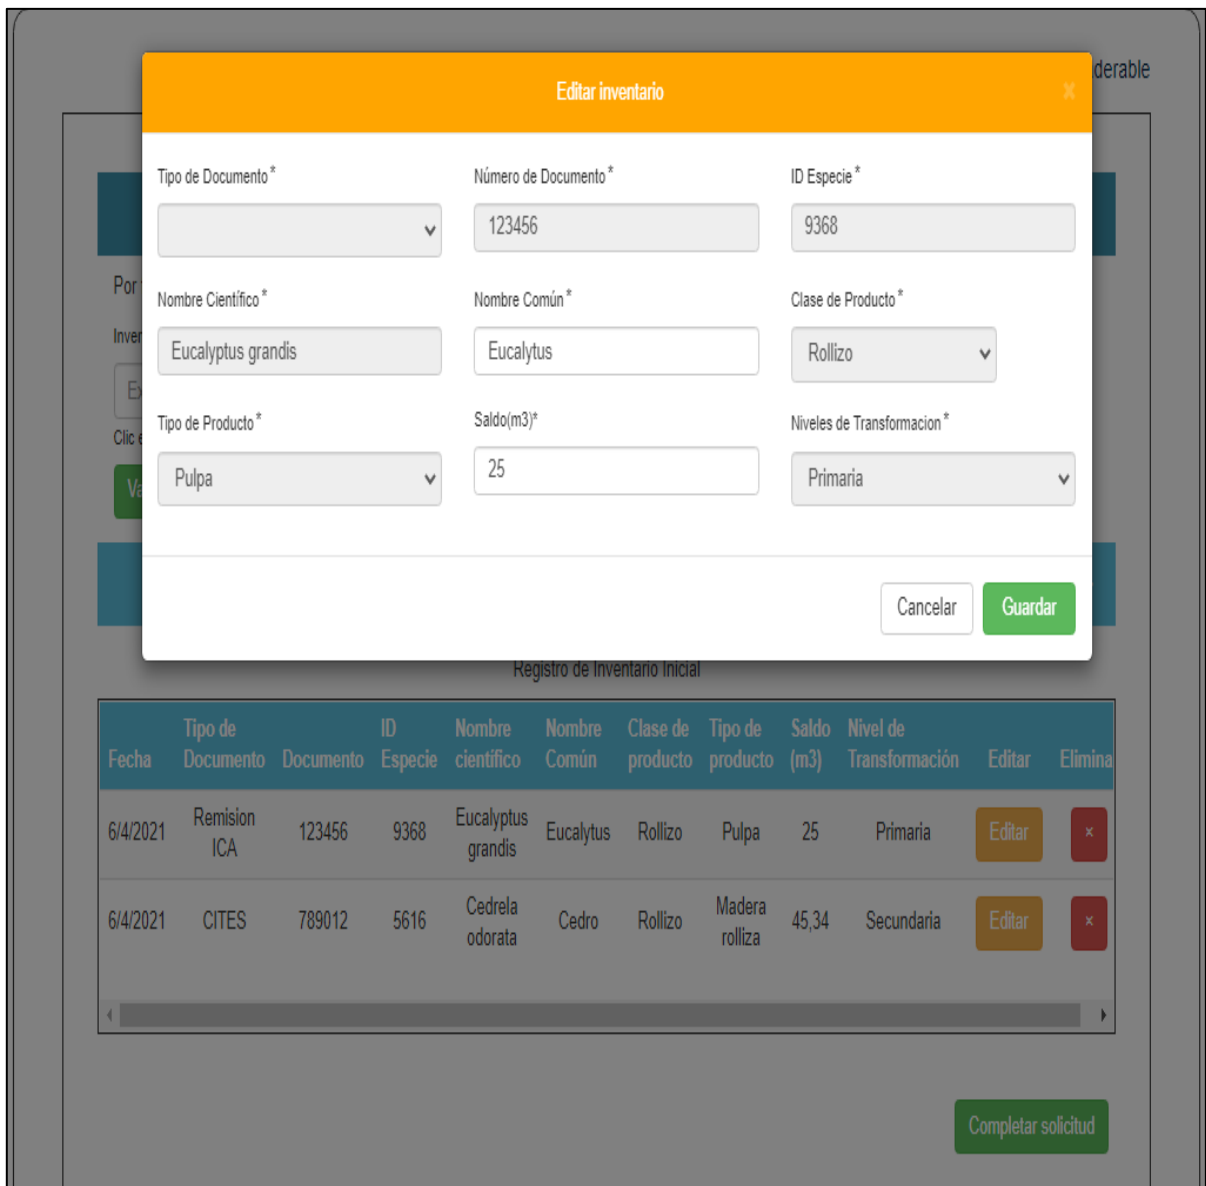 derable
Editar inventario
x
Tipo de Documento* Número de Documento* ID Especie*
123456 9368
Por
Nombre Científico* Nombre Común* Clase de Producto*
Inver
Eucalyptus grandis Eucalytus Rollizo
Ex
Tipo de Producto* Saldo(m3)* Niveles de Transformacion*
Clic e
Pulpa 25 Primaria
Va
Cancelar Guardar
Registro de Inventario Inicial
Tipo de ID Nombre Nombre Clase de Tipo de Saldo Nivel de
Fecha Documento Documento Especie científico Común producto producto (m3) Transformación Editar Elimina
6/4/2021 Remision ICA 123456 9368 Eucalyptus grandis Eucalytus Rollizo Pulpa 25 Primaria Editar ×
6/4/2021 CITES 789012 5616 Cedrela odorata Cedro Rollizo Madera rolliza 45,34 Secundaria Editar ×
Completar solicitud